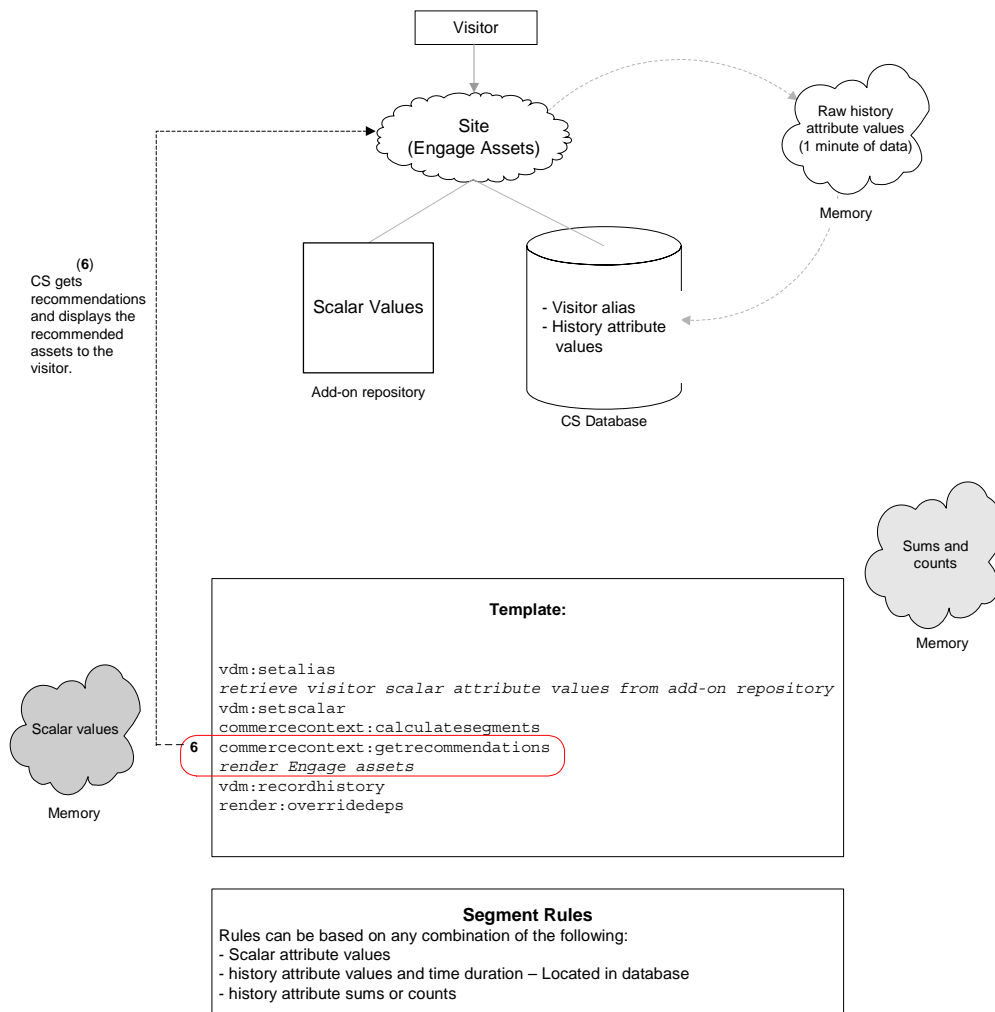 Visitor
Site
(Engage Assets)
Raw history
attribute values
(1 minute of data)
Memory
(6)
CS gets
recommendations
and displays the
recommended
assets to the
visitor.
Scalar Values
Add-on repository
- Visitor alias
- History attribute
values
CS Database
Sums and
counts
Memory
Scalar values
Memory
Template:
vdm:setalias
retrieve visitor scalar attribute values from add-on repository
vdm:setscalar
commercecontext:calculatesegments
6 commercecontext:getrecommendations
render Engage assets
vdm:recordhistory
render:overridedeps
Segment Rules
Rules can be based on any combination of the following:
- Scalar attribute values
- history attribute values and time duration – Located in database
- history attribute sums or counts